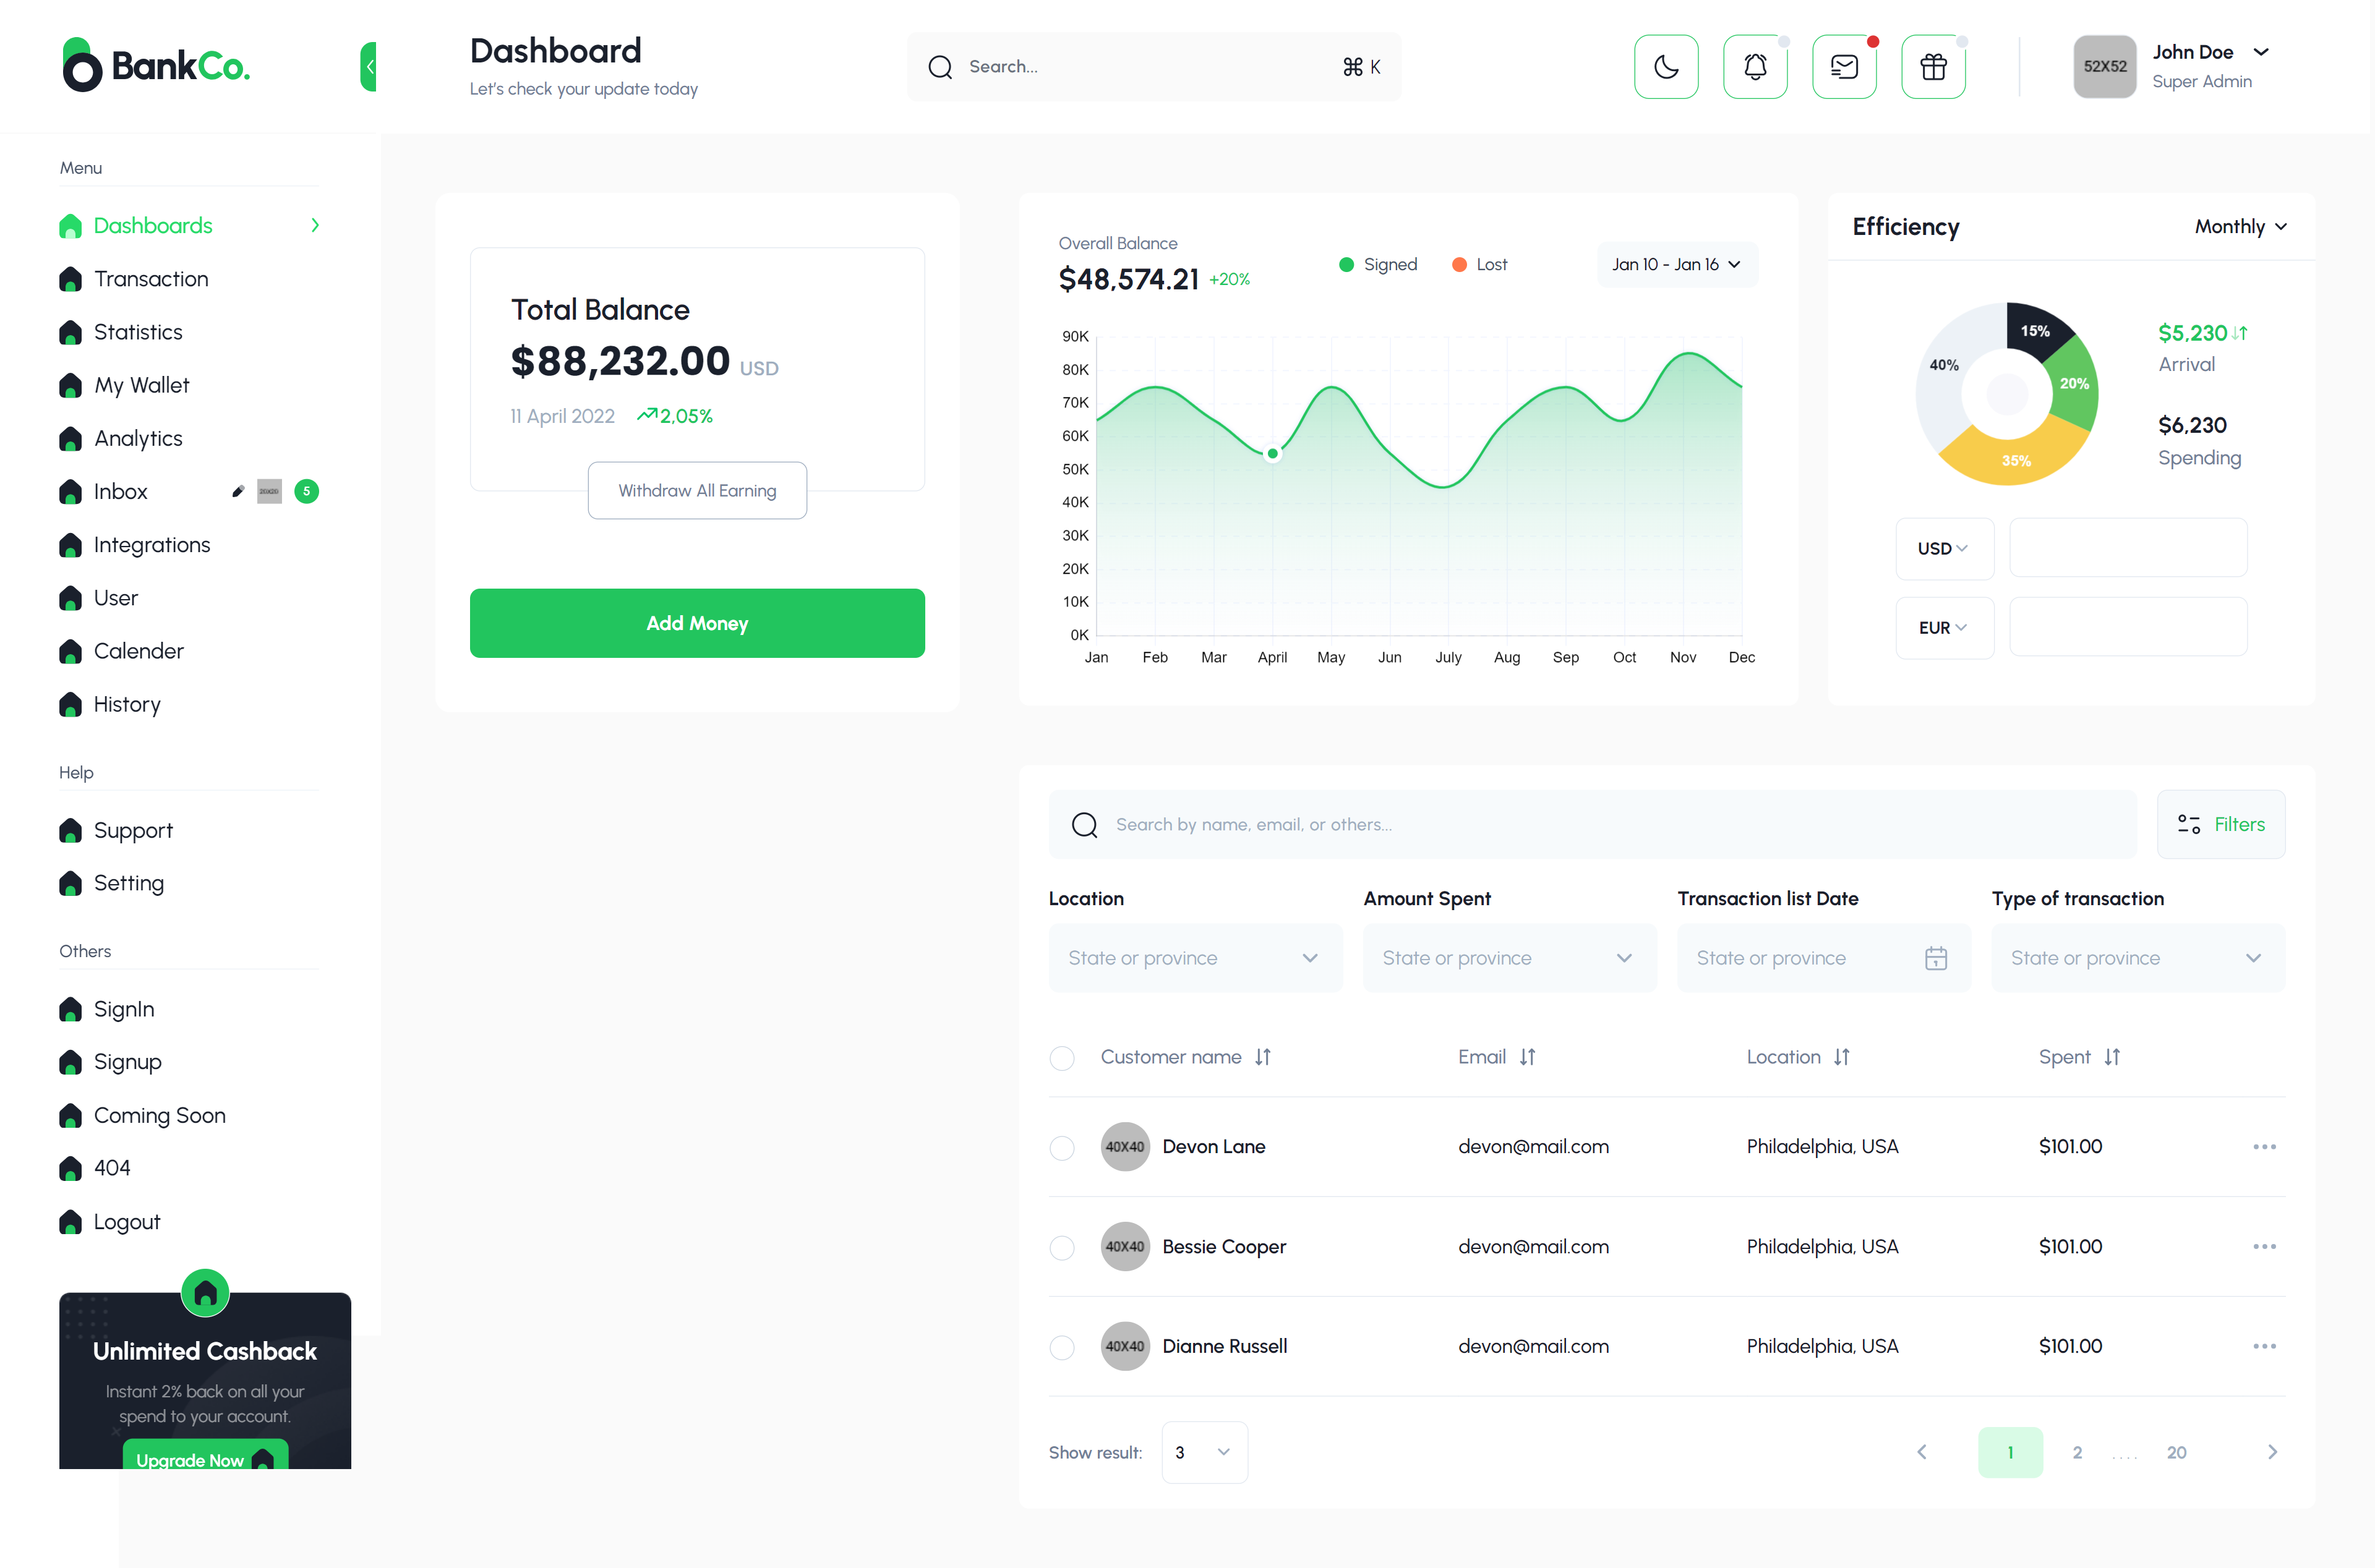 BankCo.
Dashboard
Let's check your update today
Search...
⌘ K
52X52
John Doe
Super Admin
Menu
Dashboards
Transaction
Statistics
My Wallet
Analytics
Inbox
20X20
5
Integrations
User
Calender
History
Help
Support
Setting
Others
SignIn
Signup
Coming Soon
404
Logout
Unlimited Cashback
Instant 2% back on all your
spend to your account.
Upgrade Now
Total Balance
$88,232.00 USD
11 April 2022
2,05%
Withdraw All Earning
Add Money
Overall Balance
$48,574.21 +20%
Signed
Lost
Jan 10 - Jan 16
90K
80K
70K
60K
50K
40K
30K
20K
10K
0K
Jan Feb Mar April May Jun July Aug Sep Oct Nov Dec
Efficiency
Monthly
15%
20%
35%
40%
$5,230
Arrival
$6,230
Spending
USD
EUR
Search by name, email, or others...
Filters
Location
Amount Spent
Transaction list Date
Type of transaction
State or province
State or province
State or province
1
State or province
Customer name Email Location Spent
40X40 Devon Lane devon@mail.com Philadelphia, USA $101.00
40X40 Bessie Cooper devon@mail.com Philadelphia, USA $101.00
40X40 Dianne Russell devon@mail.com Philadelphia, USA $101.00
Show result: 3
1 2 .... 20